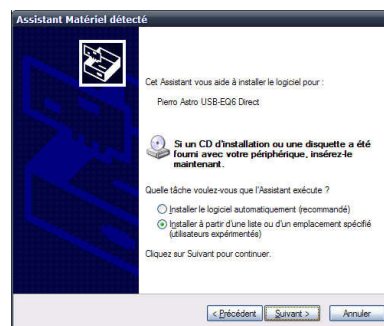 Assistant Matériel détecté
Cet Assistant vous aide à installer le logiciel pour :
Pierro Astro USB-EQ6 Direct
Si un CD d'installation ou une disquette a été
fourni avec votre périphérique, insérez-le
maintenant.
Quelle tâche voulez-vous que l'Assistant exécute ?
Installer le logiciel automatiquement (recommandé)
Installer à partir d'une liste ou d'un emplacement spécifié
(utilisateurs expérimentés)
Cliquez sur Suivant pour continuer.
< Précédent Suivant > Annuler